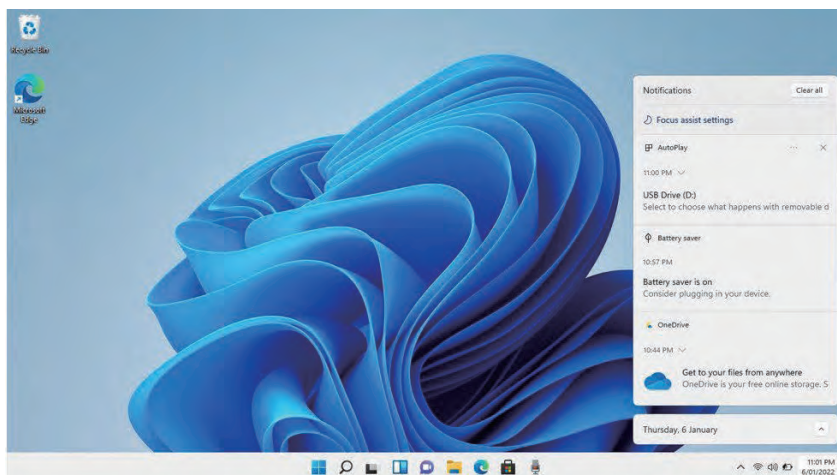 Recycle Bin
Microsoft
Edge
Notifications
Clear all
Focus assist settings
AutoPlay
11:00 PM
USB Drive (D:)
Select to choose what happens with removable d
Battery saver
10:57 PM
Battery saver is on
Consider plugging in your device.
OneDrive
10:44 PM
Get to your files from anywhere
OneDrive is your free online storage. S
Thursday, 6 January
11:01 PM
6/01/2022